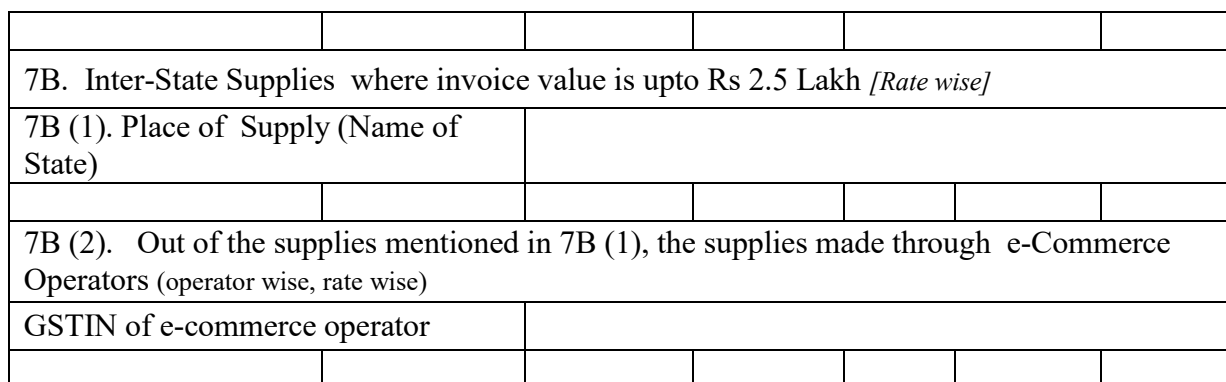 7B. Inter-State Supplies where invoice value is upto Rs 2.5 Lakh [Rate wise]
7B (1). Place of Supply (Name of
State)
7B (2). Out of the supplies mentioned in 7B (1), the supplies made through e-Commerce
Operators (operator wise, rate wise)
GSTIN of e-commerce operator